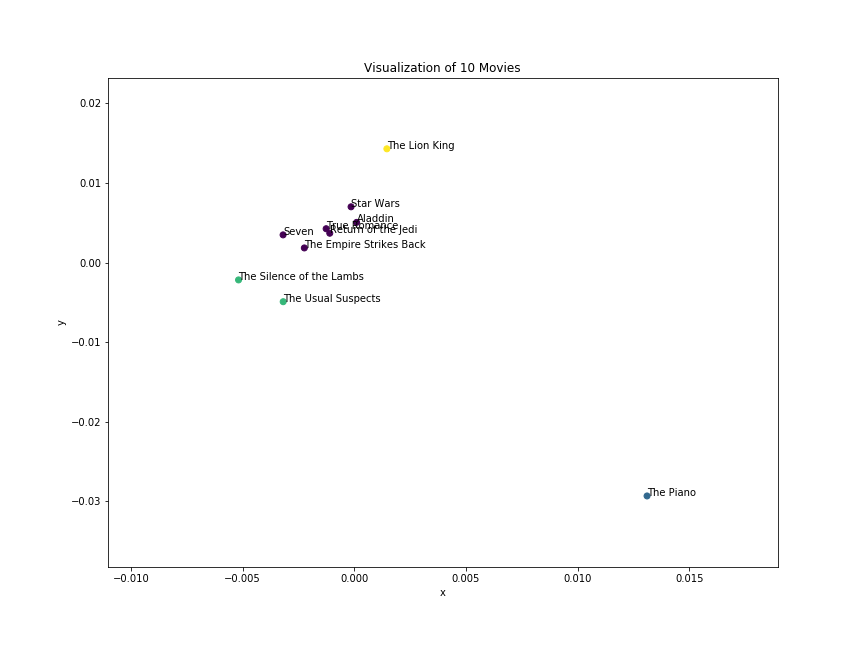 Visualization of 10 Movies
0.02
The Lion King
0.01
Star Wars
Aladdin
True Romance
Return of the Jedi
Seven
The Empire Strikes Back
0.00
The Silence of the Lambs
The Usual Suspects
y
−0.01
−0.02
The Piano
−0.03
−0.010
−0.005
0.000
0.005
0.010
0.015
x